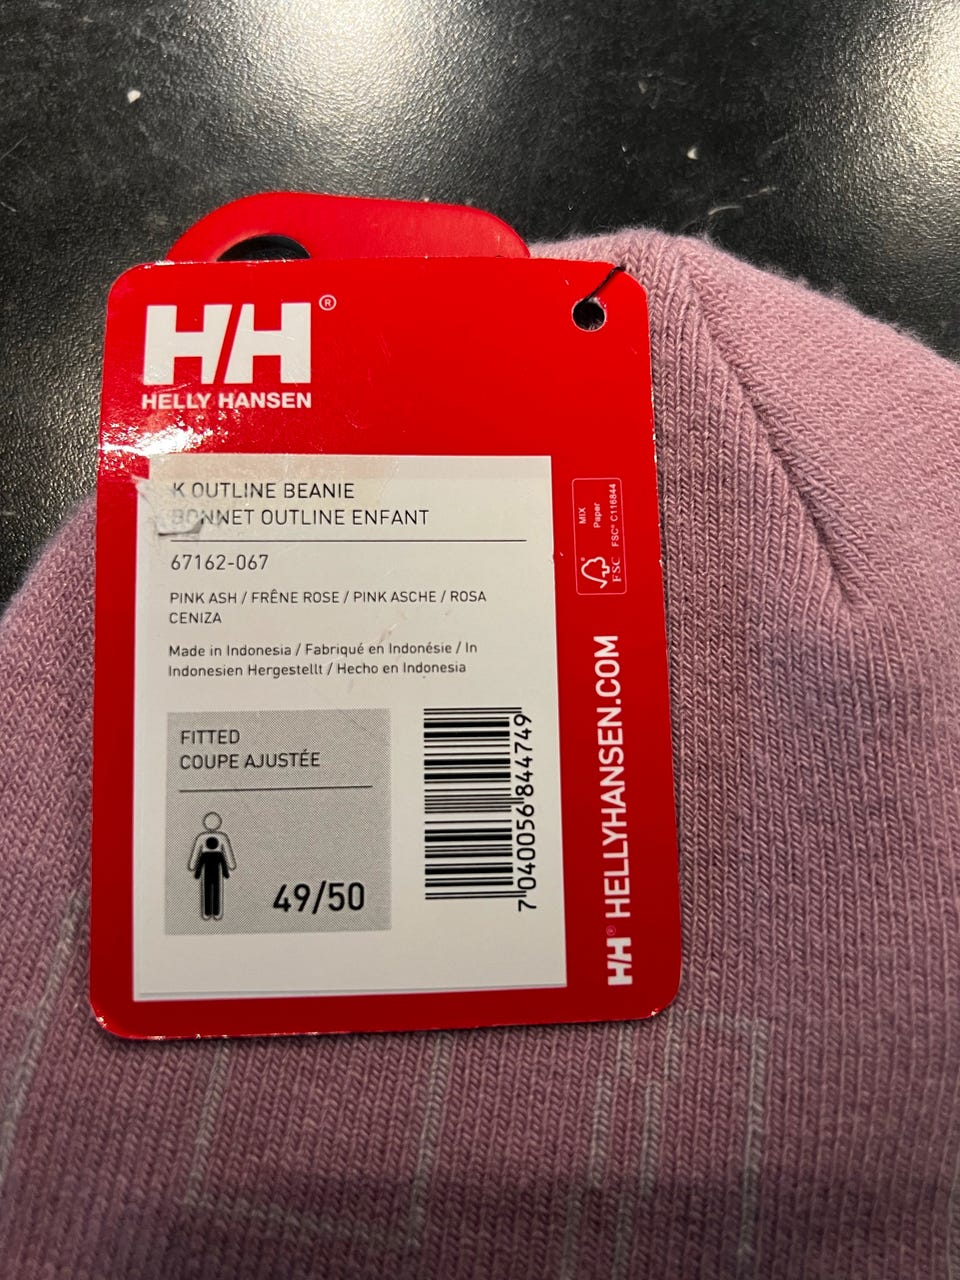 HH®
HELLY HANSEN
K OUTLINE BEANIE
BONNET OUTLINE ENFANT
67162-067
PINK ASH / FRÊNE ROSE / PINK ASCHE / ROSA
CENIZA
Made in Indonesia / Fabriqué en Indonésie / In
Indonesien Hergestellt / Hecho en Indonesia
FITTED
COUPE AJUSTÉE
49/50
7 040056 844749
MIX
Paper
FSC® C116844
FSC
HH® HELLYHANSEN.COM